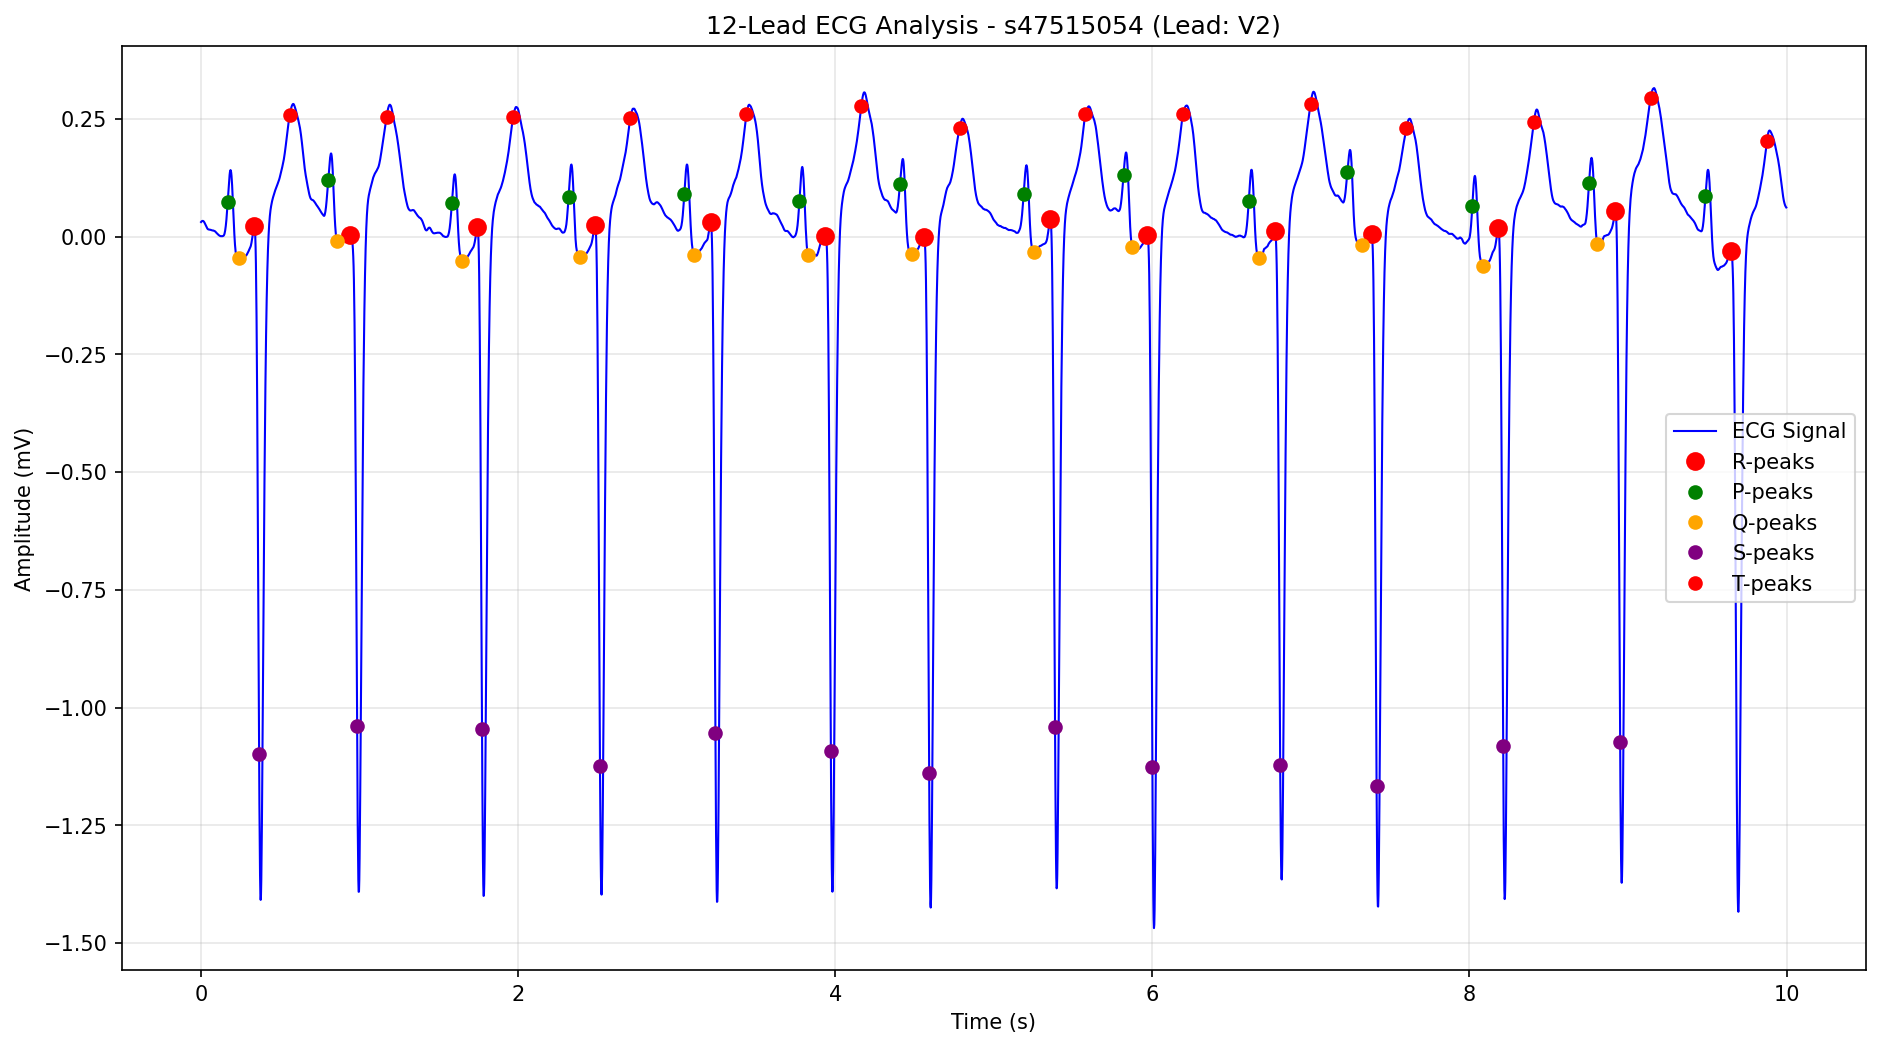 12-Lead ECG Analysis - s47515054 (Lead: V2)
0.25
0.00
−0.25
−0.50
−0.75
−1.00
−1.25
−1.50
Amplitude (mV)
ECG Signal
R-peaks
P-peaks
Q-peaks
S-peaks
T-peaks
0 2 4 6 8 10
Time (s)